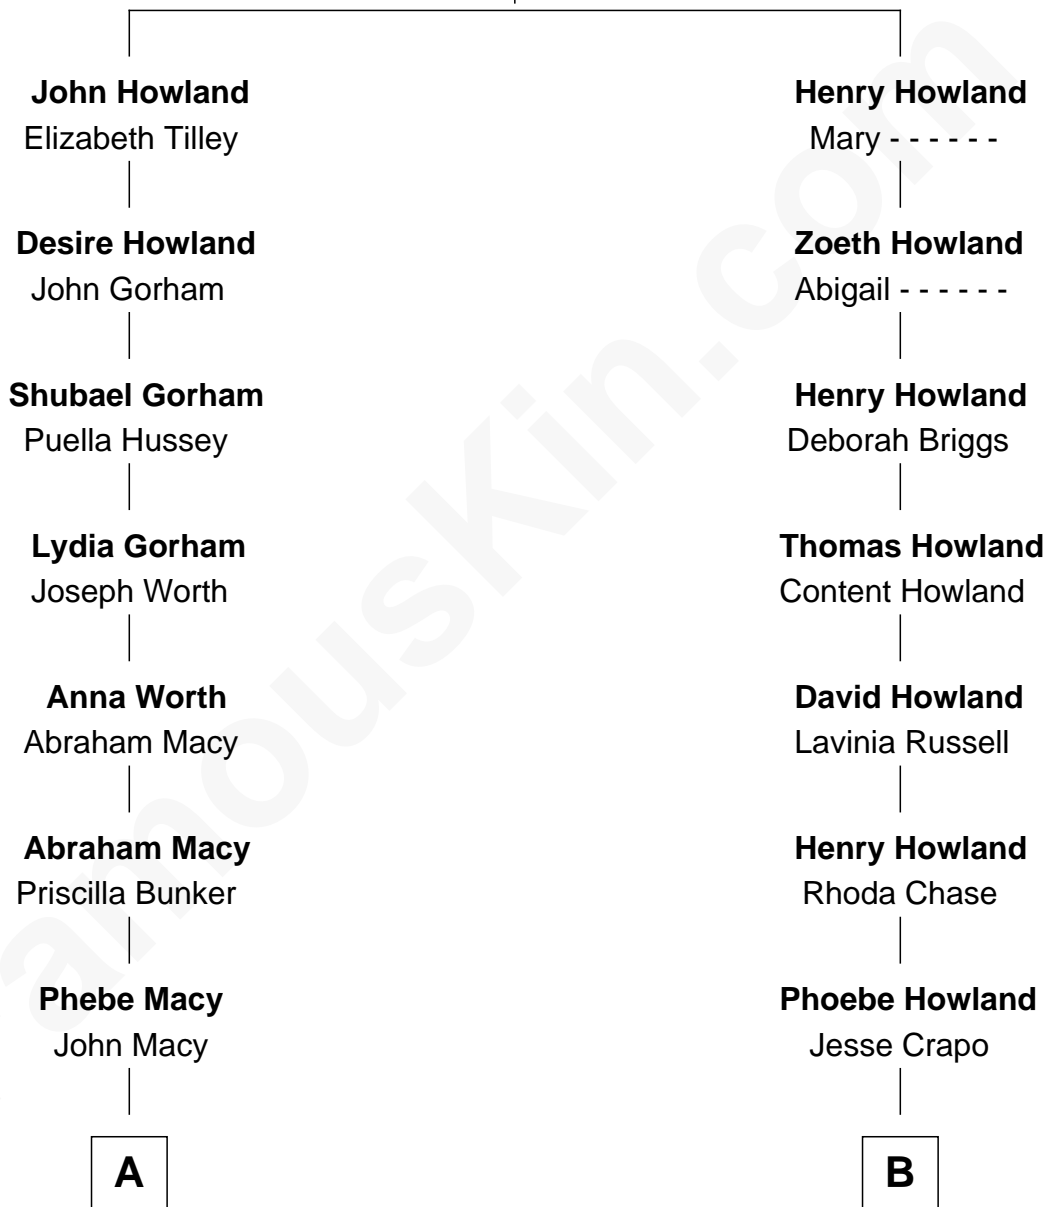 John Howland
Elizabeth Tilley
Desire Howland
John Gorham
Shubael Gorham
Puella Hussey
Lydia Gorham
Joseph Worth
Anna Worth
Abraham Macy
Abraham Macy
Priscilla Bunker
Phebe Macy
John Macy
A
Henry Howland
Mary - - - - - -
Zoeth Howland
Abigail - - - - - -
Henry Howland
Deborah Briggs
Thomas Howland
Content Howland
David Howland
Lavinia Russell
Henry Howland
Rhoda Chase
Phoebe Howland
Jesse Crapo
B
amousKin.com